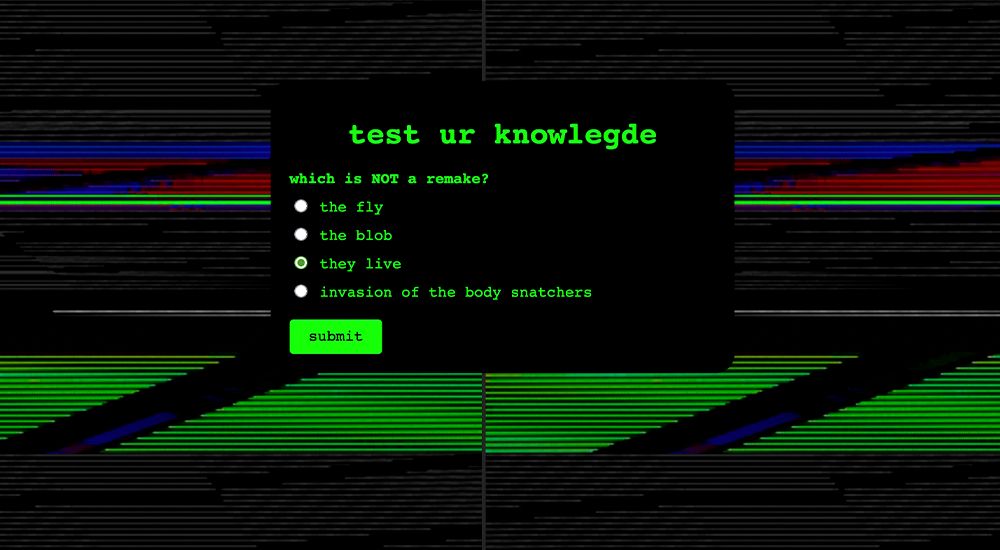 test ur knowlegde
which is NOT a remake?
the fly
the blob
they live
invasion of the body snatchers
submit